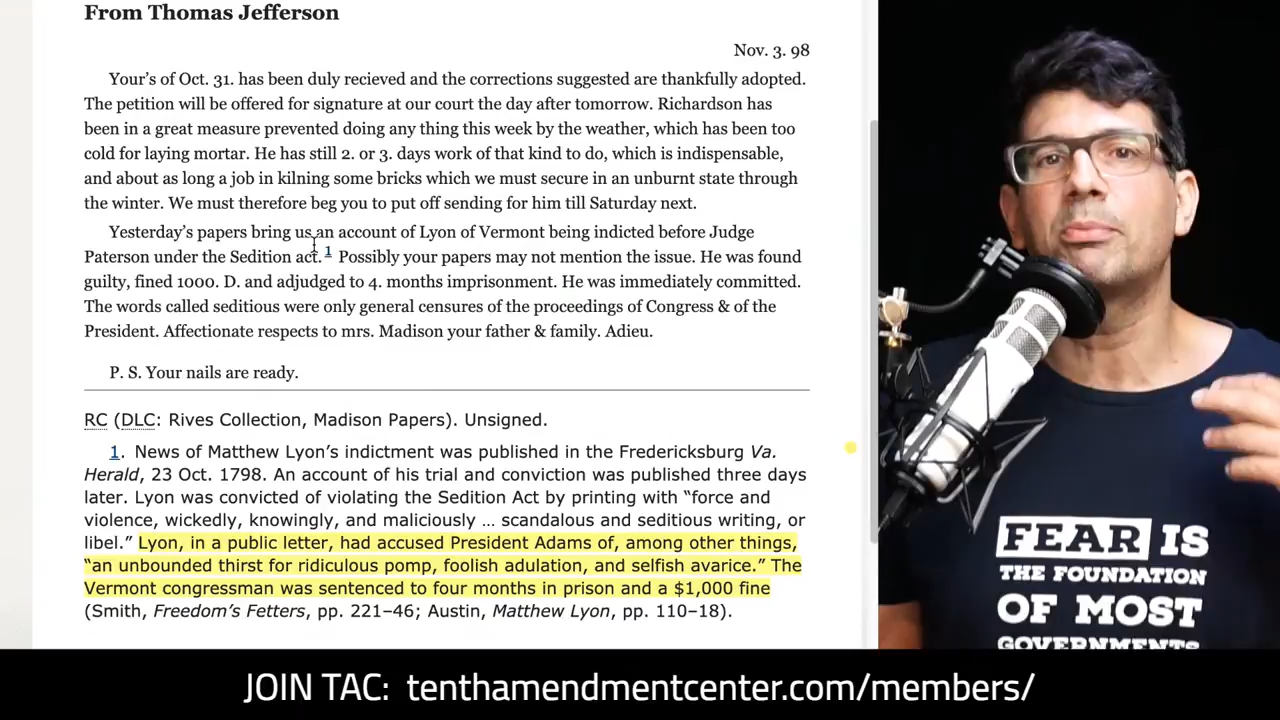 From Thomas Jefferson
Nov. 3. 98
Your's of Oct. 31. has been duly recieved and the corrections suggested are thankfully adopted.
The petition will be offered for signature at our court the day after tomorrow. Richardson has
been in a great measure prevented doing any thing this week by the weather, which has been too
cold for laying mortar. He has still 2. or 3. days work of that kind to do, which is indispensable,
and about as long a job in kilning some bricks which we must secure in an unburnt state through
the winter. We must therefore beg you to put off sending for him till Saturday next.
Yesterday's papers bring us an account of Lyon of Vermont being indicted before Judge
Paterson under the Sedition act.1 Possibly your papers may not mention the issue. He was found
guilty, fined 1000. D. and adjudged to 4. months imprisonment. He was immediately committed.
The words called seditious were only general censures of the proceedings of Congress & of the
President. Affectionate respects to mrs. Madison your father & family. Adieu.
P. S. Your nails are ready.
RC (DLC: Rives Collection, Madison Papers). Unsigned.
1. News of Matthew Lyon's indictment was published in the Fredericksburg Va.
Herald, 23 Oct. 1798. An account of his trial and conviction was published three days
later. Lyon was convicted of violating the Sedition Act by printing with “force and
violence, wickedly, knowingly, and maliciously … scandalous and seditious writing, or
libel.” Lyon, in a public letter, had accused President Adams of, among other things,
“an unbounded thirst for ridiculous pomp, foolish adulation, and selfish avarice.” The
Vermont congressman was sentenced to four months in prison and a $1,000 fine
(Smith, Freedom's Fetters, pp. 221–46; Austin, Matthew Lyon, pp. 110–18).
FEAR IS
THE FOUNDATION
OF MOST
GOVERNMENTS
JOIN TAC: tenthamendmentcenter.com/members/